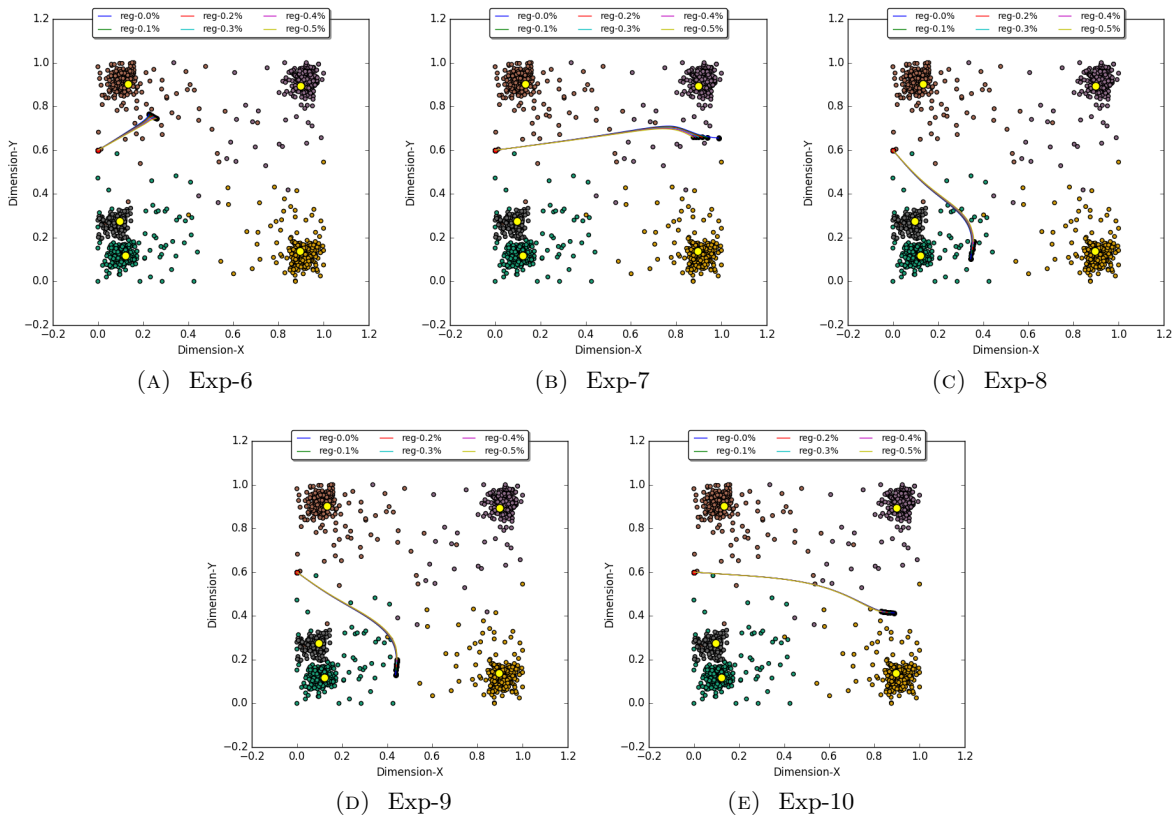 reg-0.0% reg-0.2% reg-0.4%
reg-0.1% reg-0.3% reg-0.5%
1.2
1.0
0.8
0.6
0.4
0.2
0.0
−0.2
Dimension-Y
−0.2 0.0 0.2 0.4 0.6 0.8 1.0 1.2
Dimension-X
(A) Exp-6
reg-0.0% reg-0.2% reg-0.4%
reg-0.1% reg-0.3% reg-0.5%
1.2
1.0
0.8
0.6
0.4
0.2
0.0
−0.2
Dimension-Y
−0.2 0.0 0.2 0.4 0.6 0.8 1.0 1.2
Dimension-X
(B) Exp-7
reg-0.0% reg-0.2% reg-0.4%
reg-0.1% reg-0.3% reg-0.5%
1.2
1.0
0.8
0.6
0.4
0.2
0.0
−0.2
Dimension-Y
−0.2 0.0 0.2 0.4 0.6 0.8 1.0 1.2
Dimension-X
(C) Exp-8
reg-0.0% reg-0.2% reg-0.4%
reg-0.1% reg-0.3% reg-0.5%
1.2
1.0
0.8
0.6
0.4
0.2
0.0
−0.2
Dimension-Y
−0.2 0.0 0.2 0.4 0.6 0.8 1.0 1.2
Dimension-X
(D) Exp-9
reg-0.0% reg-0.2% reg-0.4%
reg-0.1% reg-0.3% reg-0.5%
1.2
1.0
0.8
0.6
0.4
0.2
0.0
−0.2
Dimension-Y
−0.2 0.0 0.2 0.4 0.6 0.8 1.0 1.2
Dimension-X
(E) Exp-10